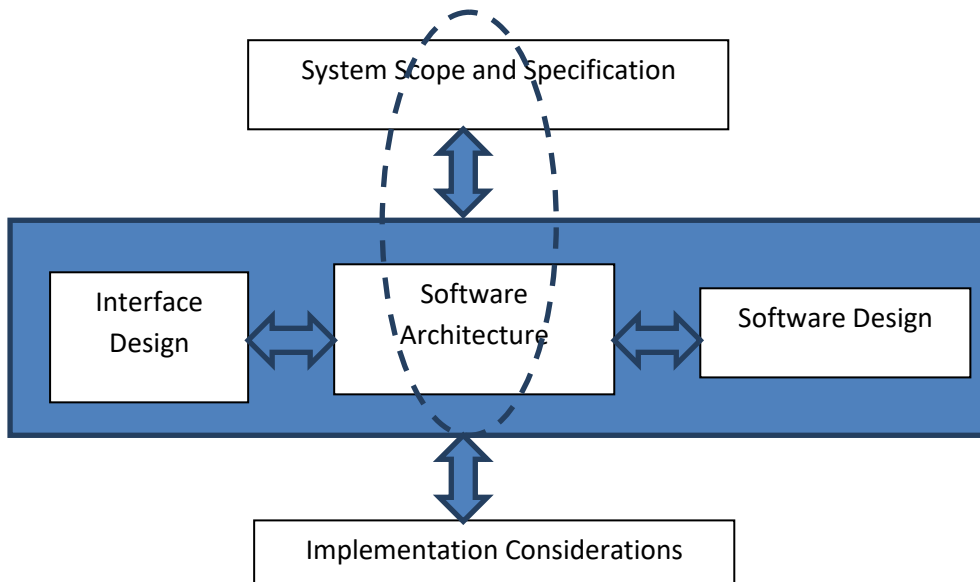 System Scope and Specification
Interface
Design
Software
Architecture
Software Design
Implementation Considerations